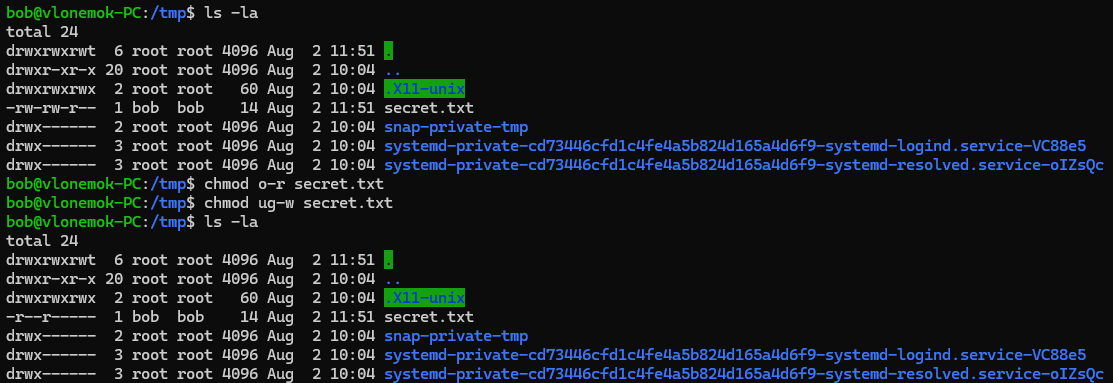 bob@vlonemok-PC:/tmp$ ls -la
total 24
drwxrwxrwt  6 root root 4096 Aug  2 11:51 .
drwxr-xr-x 20 root root 4096 Aug  2 10:04 ..
drwxrwxrwx  2 root root   60 Aug  2 10:04 .X11-unix
-rw-rw-r--  1 bob  bob    14 Aug  2 11:51 secret.txt
drwx------  2 root root 4096 Aug  2 10:04 snap-private-tmp
drwx------  3 root root 4096 Aug  2 10:04 systemd-private-cd73446cfd1c4fe4a5b824d165a4d6f9-systemd-logind.service-VC88e5
drwx------  3 root root 4096 Aug  2 10:04 systemd-private-cd73446cfd1c4fe4a5b824d165a4d6f9-systemd-resolved.service-oIZsQc
bob@vlonemok-PC:/tmp$ chmod o-r secret.txt
bob@vlonemok-PC:/tmp$ chmod ug-w secret.txt
bob@vlonemok-PC:/tmp$ ls -la
total 24
drwxrwxrwt  6 root root 4096 Aug  2 11:51 .
drwxr-xr-x 20 root root 4096 Aug  2 10:04 ..
drwxrwxrwx  2 root root   60 Aug  2 10:04 .X11-unix
-r--r-----  1 bob  bob    14 Aug  2 11:51 secret.txt
drwx------  2 root root 4096 Aug  2 10:04 snap-private-tmp
drwx------  3 root root 4096 Aug  2 10:04 systemd-private-cd73446cfd1c4fe4a5b824d165a4d6f9-systemd-logind.service-VC88e5
drwx------  3 root root 4096 Aug  2 10:04 systemd-private-cd73446cfd1c4fe4a5b824d165a4d6f9-systemd-resolved.service-oIZsQc